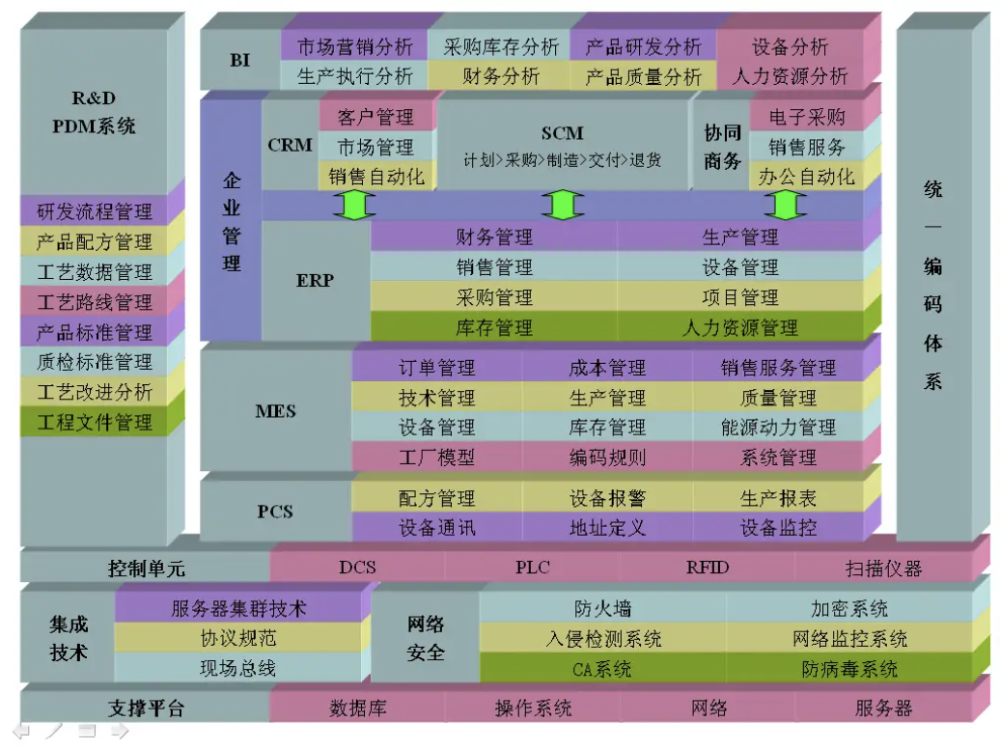 R&D
PDM系统
研发流程管理
产品配方管理
工艺数据管理
工艺路线管理
产品标准管理
质检标准管理
工艺改进分析
工程文件管理
BI
市场营销分析 采购库存分析 产品研发分析 设备分析
生产执行分析 财务分析 产品质量分析 人力资源分析
企业管理
CRM
客户管理
市场管理
销售自动化
SCM
计划>采购>制造>交付>退货
协同
商务
电子采购
销售服务
办公自动化
ERP
财务管理 生产管理
销售管理 设备管理
采购管理 项目管理
库存管理 人力资源管理
MES
订单管理 成本管理 销售服务管理
技术管理 生产管理 质量管理
设备管理 库存管理 能源动力管理
工厂模型 编码规则 系统管理
PCS
配方管理 设备报警 生产报表
设备通讯 地址定义 设备监控
统一编码体系
控制单元 DCS PLC RFID 扫描仪器
集成
技术
服务器集群技术
协议规范
现场总线
网络
安全
防火墙 加密系统
入侵检测系统 网络监控系统
CA系统 防病毒系统
支撑平台 数据库 操作系统 网络 服务器